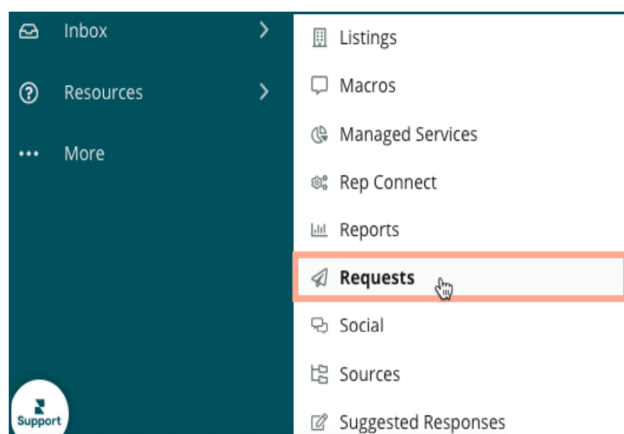 Inbox
Resources
More
Support
Listings
Macros
Managed Services
Rep Connect
Reports
Requests
Social
Sources
Suggested Responses